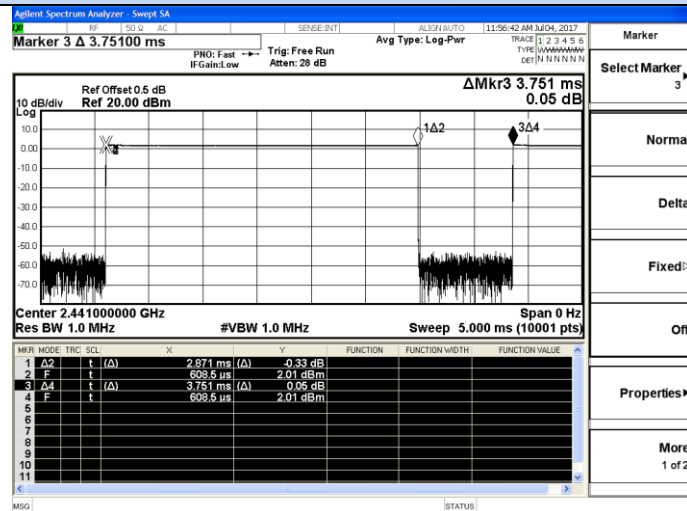 Agilent Spectrum Analyzer - Swept SA
RF 50 Ω AC SENSE:INT ALIGN AUTO 11:56:42 AM Jul 04, 2017
Marker 3 Δ 3.75100 ms
PNO: Fast
IFGain:Low
Trig: Free Run
Atten: 28 dB
Avg Type: Log-Pwr
TRACE 1 2 3 4 5 6
TYPE
DET N N N N N N
Ref Offset 0.5 dB
10 dB/div Ref 20.00 dBm
ΔMkr3 3.751 ms
0.05 dB
Log
10.0
0.00
-10.0
-20.0
-30.0
-40.0
-50.0
-60.0
-70.0
1Δ2
3Δ4
Center 2.441000000 GHz Span 0 Hz
Res BW 1.0 MHz #VBW 1.0 MHz Sweep 5.000 ms (10001 pts)
MKR MODE TRC SCL X Y FUNCTION FUNCTION WIDTH FUNCTION VALUE
1 Δ2 t (Δ) 2.871 ms (Δ) -0.33 dB
2 F t 608.5 µs 2.01 dBm
3 Δ4 t (Δ) 3.751 ms (Δ) 0.05 dB
4 F t 608.5 µs 2.01 dBm
5
6
7
8
9
10
11
MSG STATUS
Marker
Select Marker
3
Norma
Delta
Fixed
Off
Properties
More
1 of 2